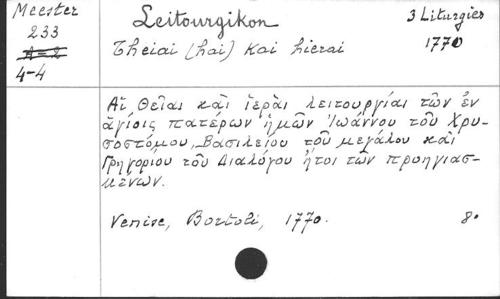 Meester
233
A-2
4-4
Leitourgikon
3 Liturgies
Theiai (hai) kai hierai
1770
Αἱ θεῖαι καὶ ἱεραὶ λειτουργίαι τῶν ἐν
ἁγίοις πατέρων ἡμῶν Ἰωάννου τοῦ Χρυ-
σοστόμου, Βασιλείου τοῦ μεγάλου καὶ
Γρηγορίου τοῦ Διαλόγου ἤτοι τῶν προηγιασ-
μένων.
Venise, Bortoli, 1770. 8º